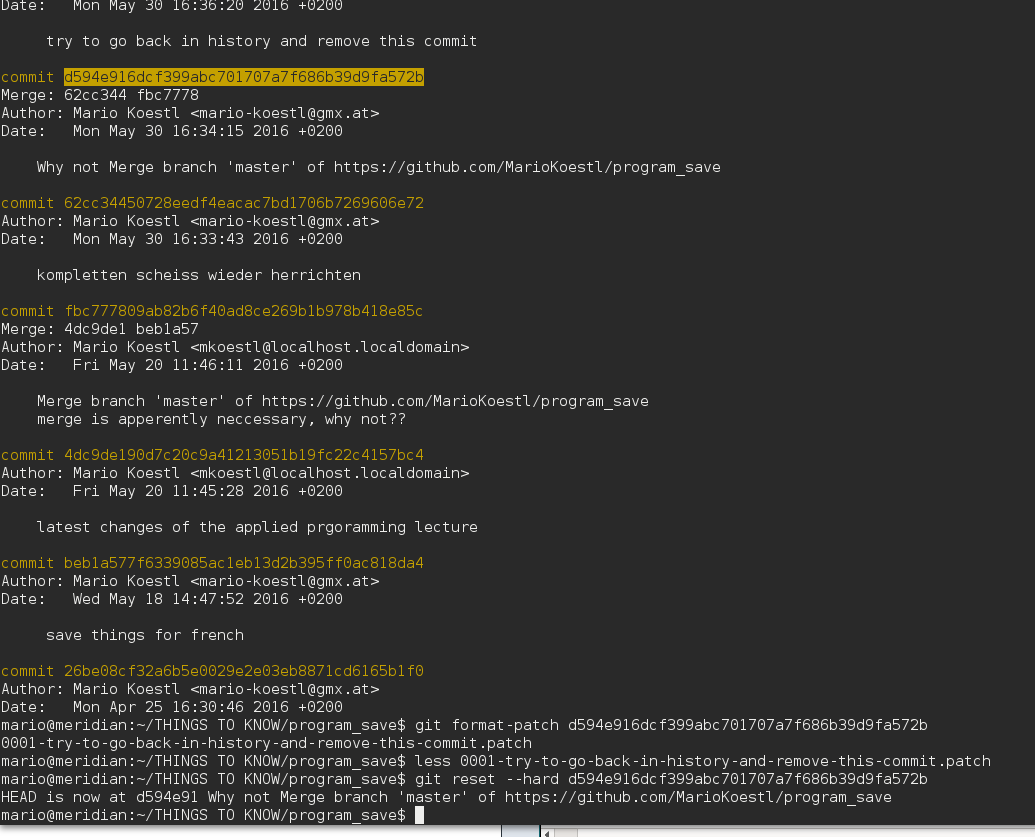 Date:   Mon May 30 16:36:20 2016 +0200
     try to go back in history and remove this commit
commit d594e916dcf399abc701707a7f686b39d9fa572b
Merge: 62cc344 fbc7778
Author: Mario Koestl <mario-koestl@gmx.at>
Date:   Mon May 30 16:34:15 2016 +0200
    Why not Merge branch 'master' of https://github.com/MarioKoestl/program_save
commit 62cc34450728eedf4eacac7bd1706b7269606e72
Author: Mario Koestl <mario-koestl@gmx.at>
Date:   Mon May 30 16:33:43 2016 +0200
    kompletten scheiss wieder herrichten
commit fbc777809ab82b6f40ad8ce269b1b978b418e85c
Merge: 4dc9de1 beb1a57
Author: Mario Koestl <mkoestl@localhost.localdomain>
Date:   Fri May 20 11:46:11 2016 +0200
    Merge branch 'master' of https://github.com/MarioKoestl/program_save
    merge is apperently neccessary, why not??
commit 4dc9de190d7c20c9a41213051b19fc22c4157bc4
Author: Mario Koestl <mkoestl@localhost.localdomain>
Date:   Fri May 20 11:45:28 2016 +0200
    latest changes of the applied prgoramming lecture
commit beb1a577f6339085ac1eb13d2b395ff0ac818da4
Author: Mario Koestl <mario-koestl@gmx.at>
Date:   Wed May 18 14:47:52 2016 +0200
     save things for french
commit 26be08cf32a6b5e0029e2e03eb8871cd6165b1f0
Author: Mario Koestl <mario-koestl@gmx.at>
Date:   Mon Apr 25 16:30:46 2016 +0200
mario@meridian:~/THINGS TO KNOW/program_save$ git format-patch d594e916dcf399abc701707a7f686b39d9fa572b
0001-try-to-go-back-in-history-and-remove-this-commit.patch
mario@meridian:~/THINGS TO KNOW/program_save$ less 0001-try-to-go-back-in-history-and-remove-this-commit.patch
mario@meridian:~/THINGS TO KNOW/program_save$ git reset --hard d594e916dcf399abc701707a7f686b39d9fa572b
HEAD is now at d594e91 Why not Merge branch 'master' of https://github.com/MarioKoestl/program_save
mario@meridian:~/THINGS TO KNOW/program_save$